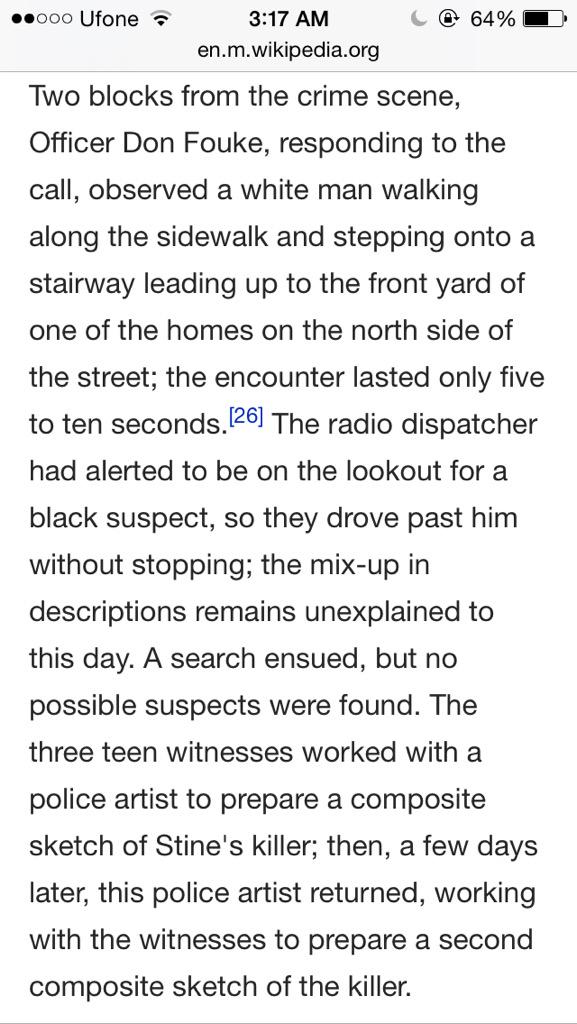 Ufone 3:17 AM 64%
en.m.wikipedia.org
Two blocks from the crime scene,
Officer Don Fouke, responding to the
call, observed a white man walking
along the sidewalk and stepping onto a
stairway leading up to the front yard of
one of the homes on the north side of
the street; the encounter lasted only five
to ten seconds.[26] The radio dispatcher
had alerted to be on the lookout for a
black suspect, so they drove past him
without stopping; the mix-up in
descriptions remains unexplained to
this day. A search ensued, but no
possible suspects were found. The
three teen witnesses worked with a
police artist to prepare a composite
sketch of Stine's killer; then, a few days
later, this police artist returned, working
with the witnesses to prepare a second
composite sketch of the killer.